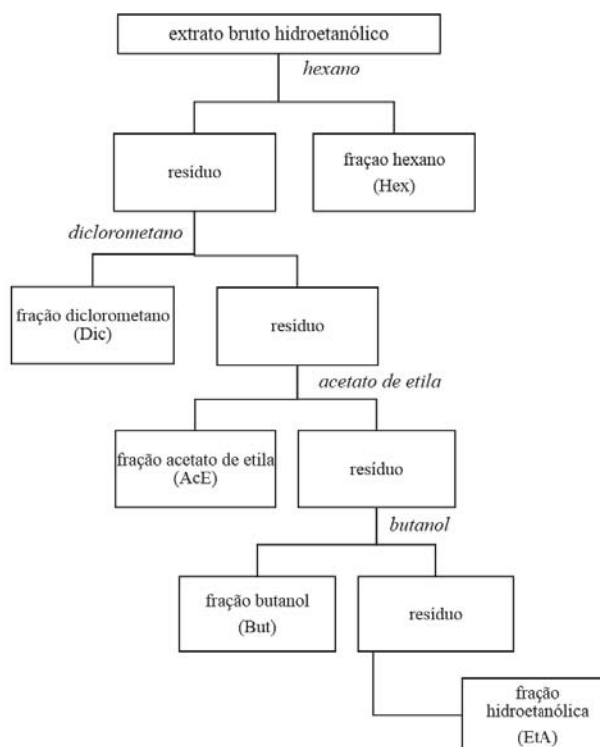 extrato bruto hidroetanólico
hexano
resíduo
fraçao hexano
(Hex)
diclorometano
fração diclorometano
(Dic)
resíduo
acetato de etila
fração acetato de etila
(AcE)
resíduo
butanol
fração butanol
(But)
resíduo
fração
hidroetanólica
(EtA)